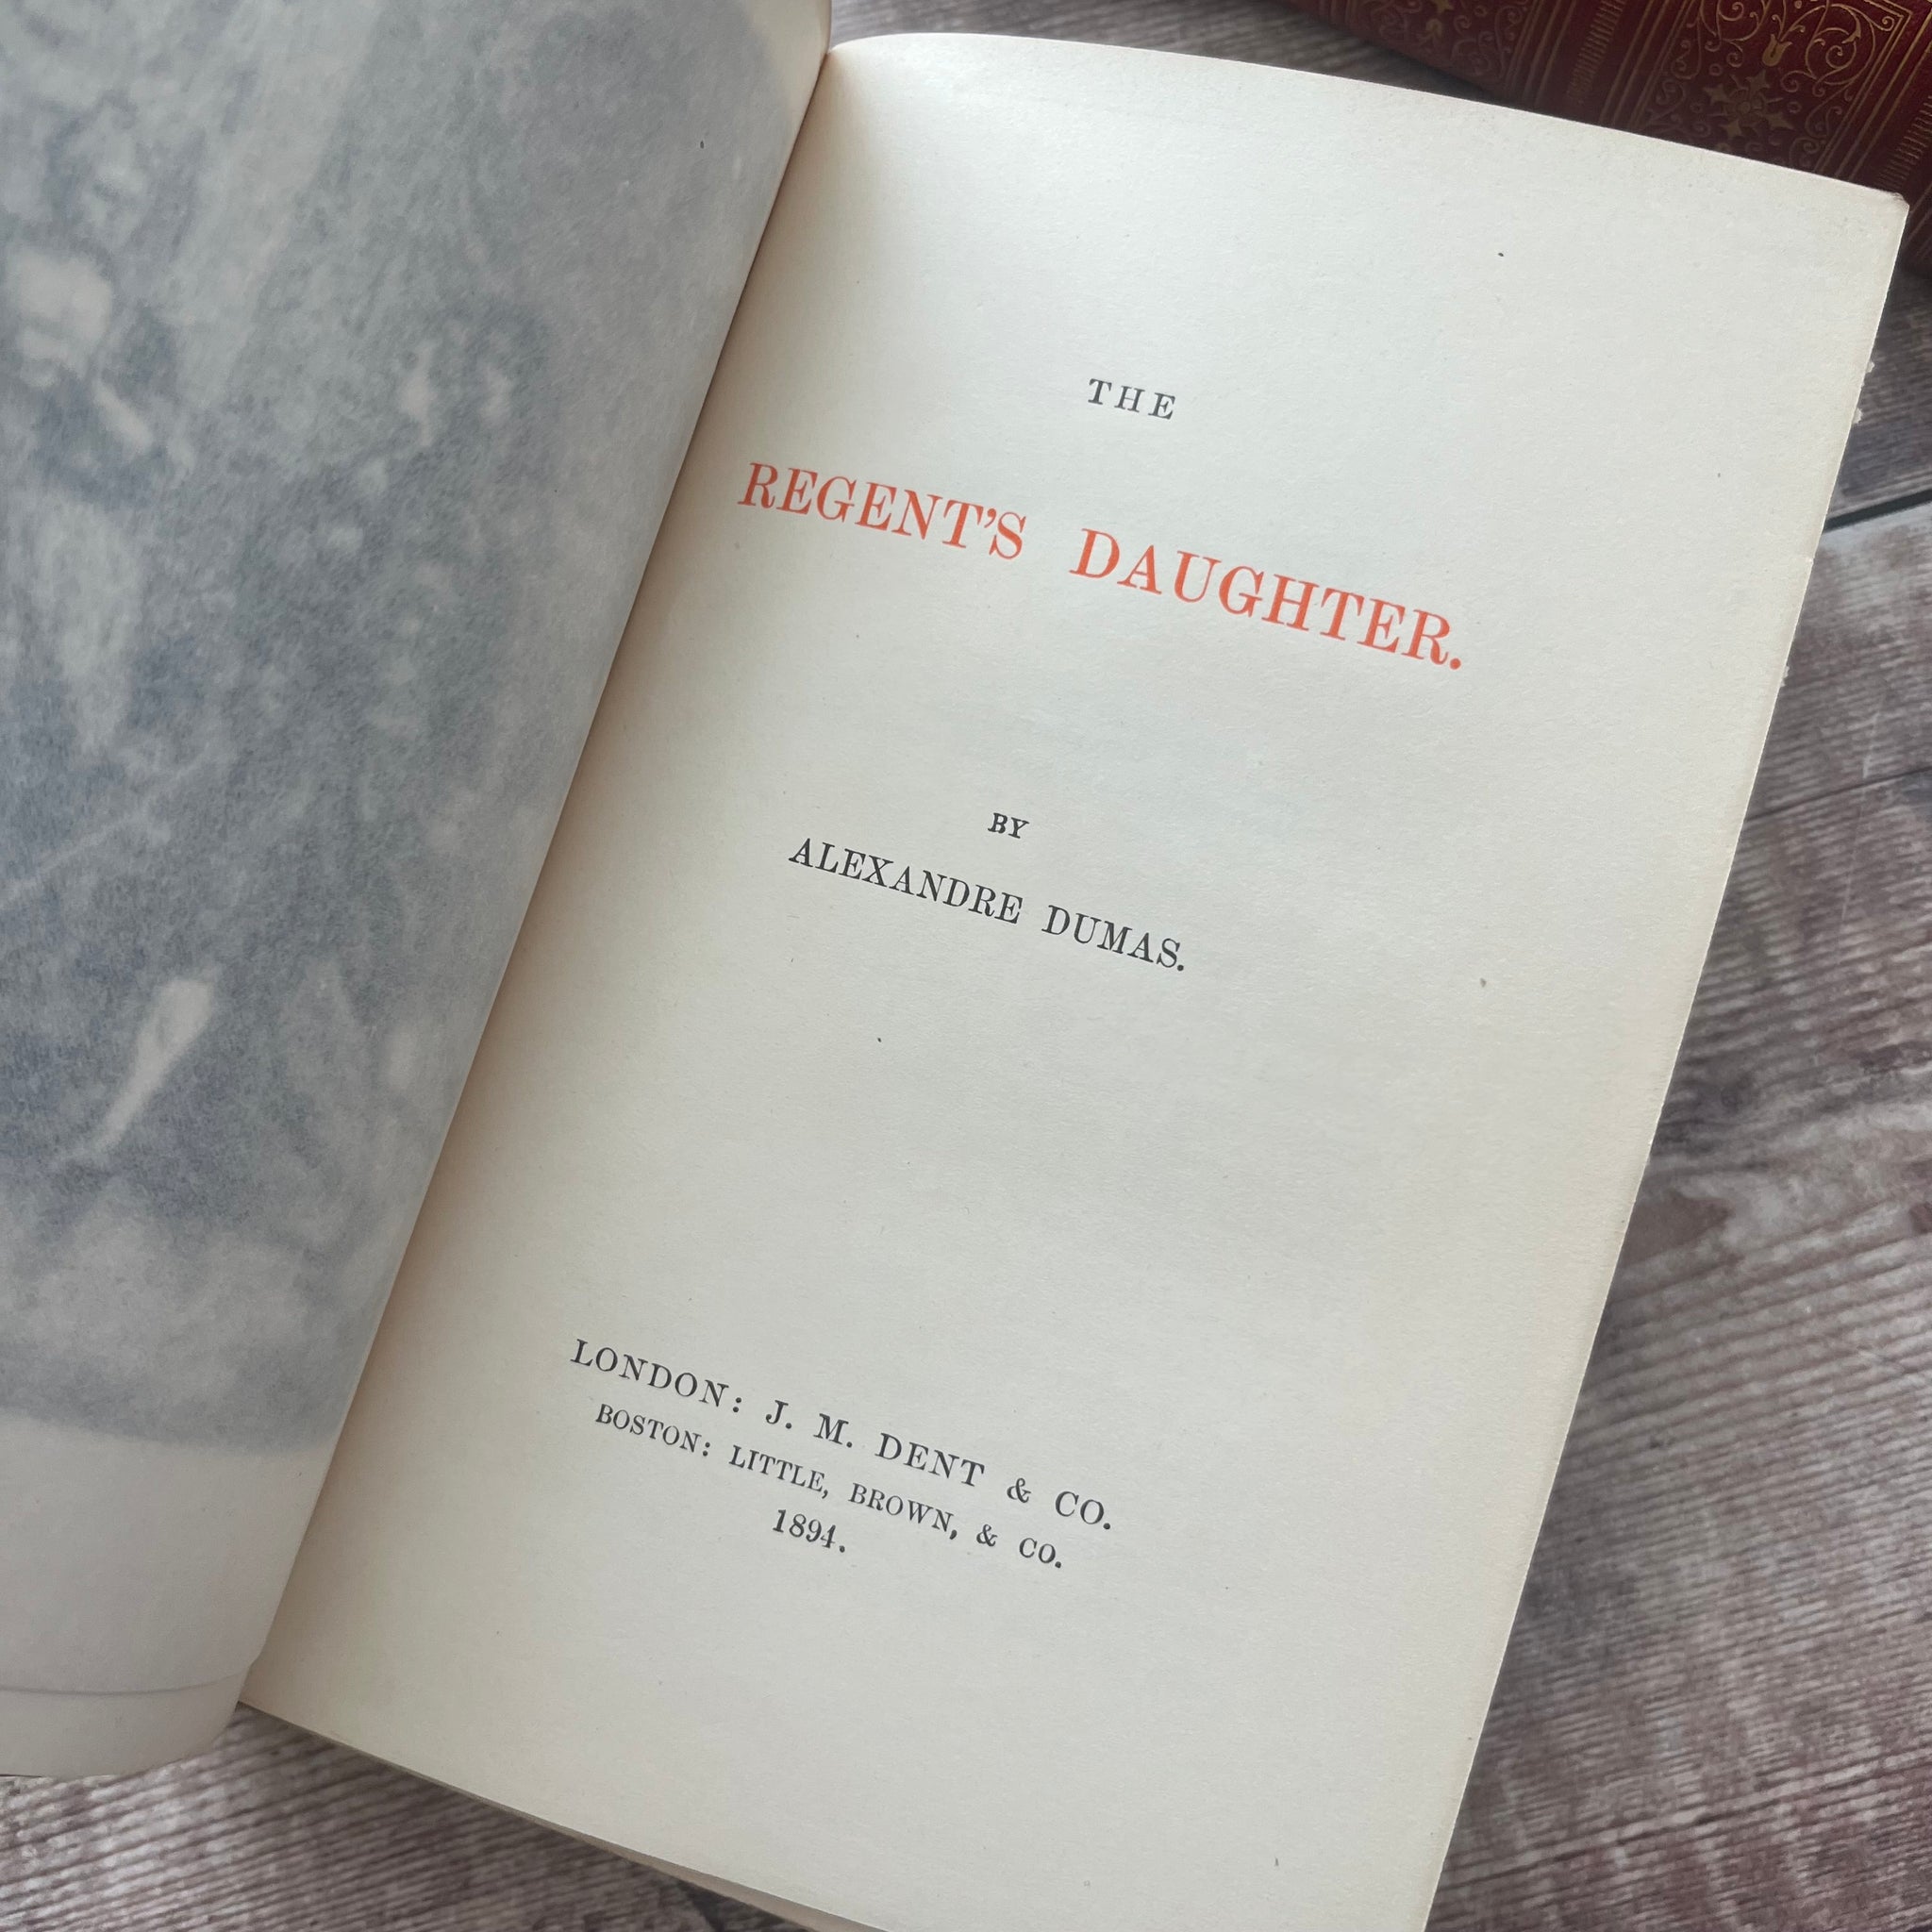 THE
REGENT'S DAUGHTER.
BY
ALEXANDRE DUMAS.
LONDON: J. M. DENT & CO.
BOSTON: LITTLE, BROWN, & CO.
1894.